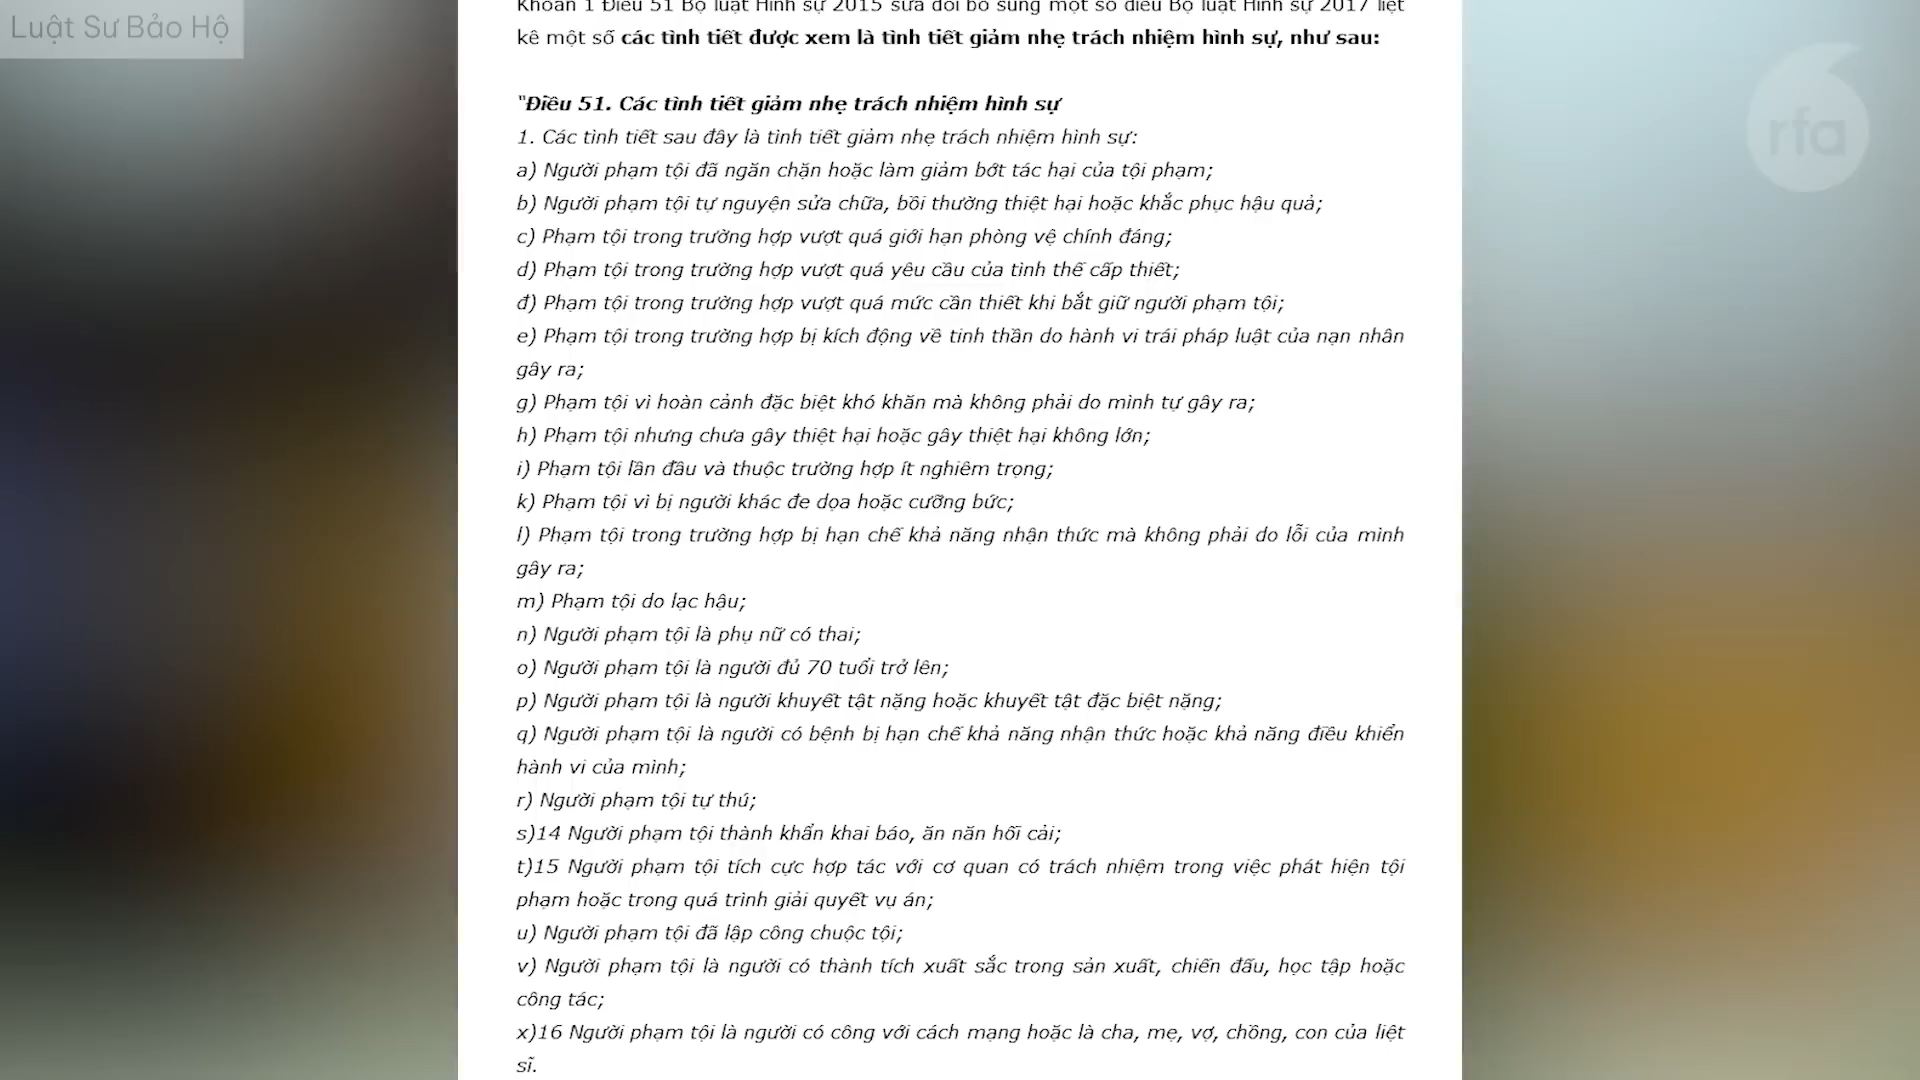 Luật Sư Bảo Hộ
rfa
Khoản 1 Điều 51 Bộ luật Hình sự 2015 sửa đổi bổ sung một số điều Bộ luật Hình sự 2017 liệt
kê một số các tình tiết được xem là tình tiết giảm nhẹ trách nhiệm hình sự, như sau:
"Điều 51. Các tình tiết giảm nhẹ trách nhiệm hình sự
1. Các tình tiết sau đây là tình tiết giảm nhẹ trách nhiệm hình sự:
a) Người phạm tội đã ngăn chặn hoặc làm giảm bớt tác hại của tội phạm;
b) Người phạm tội tự nguyện sửa chữa, bồi thường thiệt hại hoặc khắc phục hậu quả;
c) Phạm tội trong trường hợp vượt quá giới hạn phòng vệ chính đáng;
d) Phạm tội trong trường hợp vượt quá yêu cầu của tình thế cấp thiết;
đ) Phạm tội trong trường hợp vượt quá mức cần thiết khi bắt giữ người phạm tội;
e) Phạm tội trong trường hợp bị kích động về tinh thần do hành vi trái pháp luật của nạn nhân
gây ra;
g) Phạm tội vì hoàn cảnh đặc biệt khó khăn mà không phải do mình tự gây ra;
h) Phạm tội nhưng chưa gây thiệt hại hoặc gây thiệt hại không lớn;
i) Phạm tội lần đầu và thuộc trường hợp ít nghiêm trọng;
k) Phạm tội vì bị người khác đe dọa hoặc cưỡng bức;
l) Phạm tội trong trường hợp bị hạn chế khả năng nhận thức mà không phải do lỗi của mình
gây ra;
m) Phạm tội do lạc hậu;
n) Người phạm tội là phụ nữ có thai;
o) Người phạm tội là người đủ 70 tuổi trở lên;
p) Người phạm tội là người khuyết tật nặng hoặc khuyết tật đặc biệt nặng;
q) Người phạm tội là người có bệnh bị hạn chế khả năng nhận thức hoặc khả năng điều khiển
hành vi của mình;
r) Người phạm tội tự thú;
s)14 Người phạm tội thành khẩn khai báo, ăn năn hối cải;
t)15 Người phạm tội tích cực hợp tác với cơ quan có trách nhiệm trong việc phát hiện tội
phạm hoặc trong quá trình giải quyết vụ án;
u) Người phạm tội đã lập công chuộc tội;
v) Người phạm tội là người có thành tích xuất sắc trong sản xuất, chiến đấu, học tập hoặc
công tác;
x)16 Người phạm tội là người có công với cách mạng hoặc là cha, mẹ, vợ, chồng, con của liệt
sĩ.